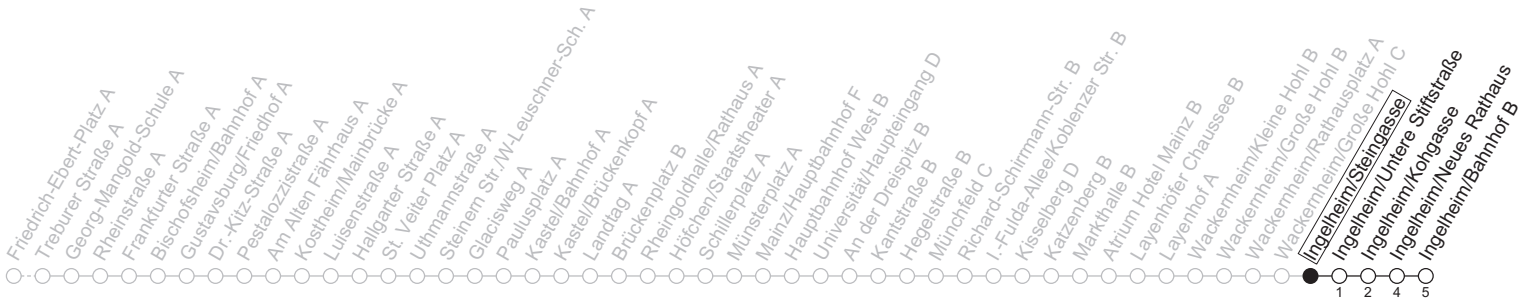 Friedrich-Ebert-Platz A
Treburer Straße A
Georg-Mangold-Schule A
Rheinstraße A
Frankfurter Straße A
Bischofsheim/Bahnhof A
Gustavsburg/Friedhof A
Dr.-Kitz-Straße A
Pestalozzistraße A
Am Alten Fährhaus A
Kostheim/Mainbrücke A
Luisenstraße A
Hallgarter Straße A
St. Veiter Platz A
Uthmannstraße A
Steinern Str./W-Leuschner-Sch. A
Glacisweg A
Paulusplatz A
Kastel/Bahnhof A
Kastel/Brückenkopf A
Landtag A
Brückenplatz B
Rheingoldhalle/Rathaus A
Höfchen/Staatstheater A
Schillerplatz A
Münsterplatz A
Mainz/Hauptbahnhof F
Hauptbahnhof West B
Universität/Haupteingang D
An der Dreispitz B
Kantstraße B
Hegelstraße B
Münchfeld C
Richard-Schirrmann-Str. B
I.-Fulda-Allee/Koblenzer Str. B
Kisselberg D
Katzenberg B
Markthalle B
Atrium Hotel Mainz B
Layenhöfer Chaussee B
Layenhof A
Wackernheim/Kleine Hohl B
Wackernheim/Große Hohl B
Wackernheim/Rathausplatz A
Wackernheim/Große Hohl C
Ingelheim/Steingasse
Ingelheim/Untere Stiftstraße
Ingelheim/Kohgasse
Ingelheim/Neues Rathaus
Ingelheim/Bahnhof B
1 2 4 5